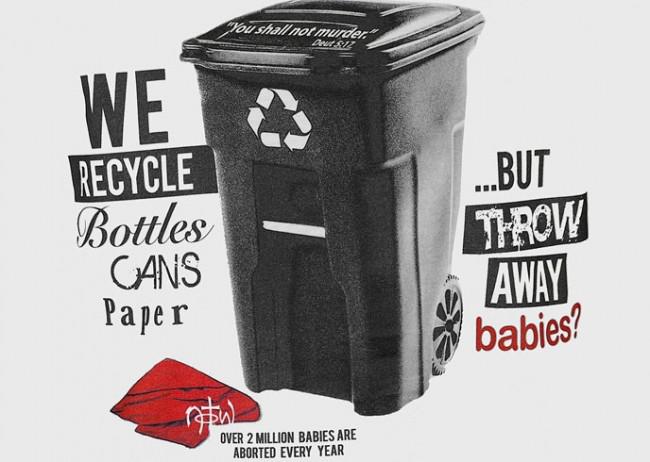 "You shall not murder."
Deut 5:17
WE
RECYCLE
Bottles
CANS
Paper
...BUT
THROW
AWAY
babies?
OVER 2 MILLION BABIES ARE
ABORTED EVERY YEAR